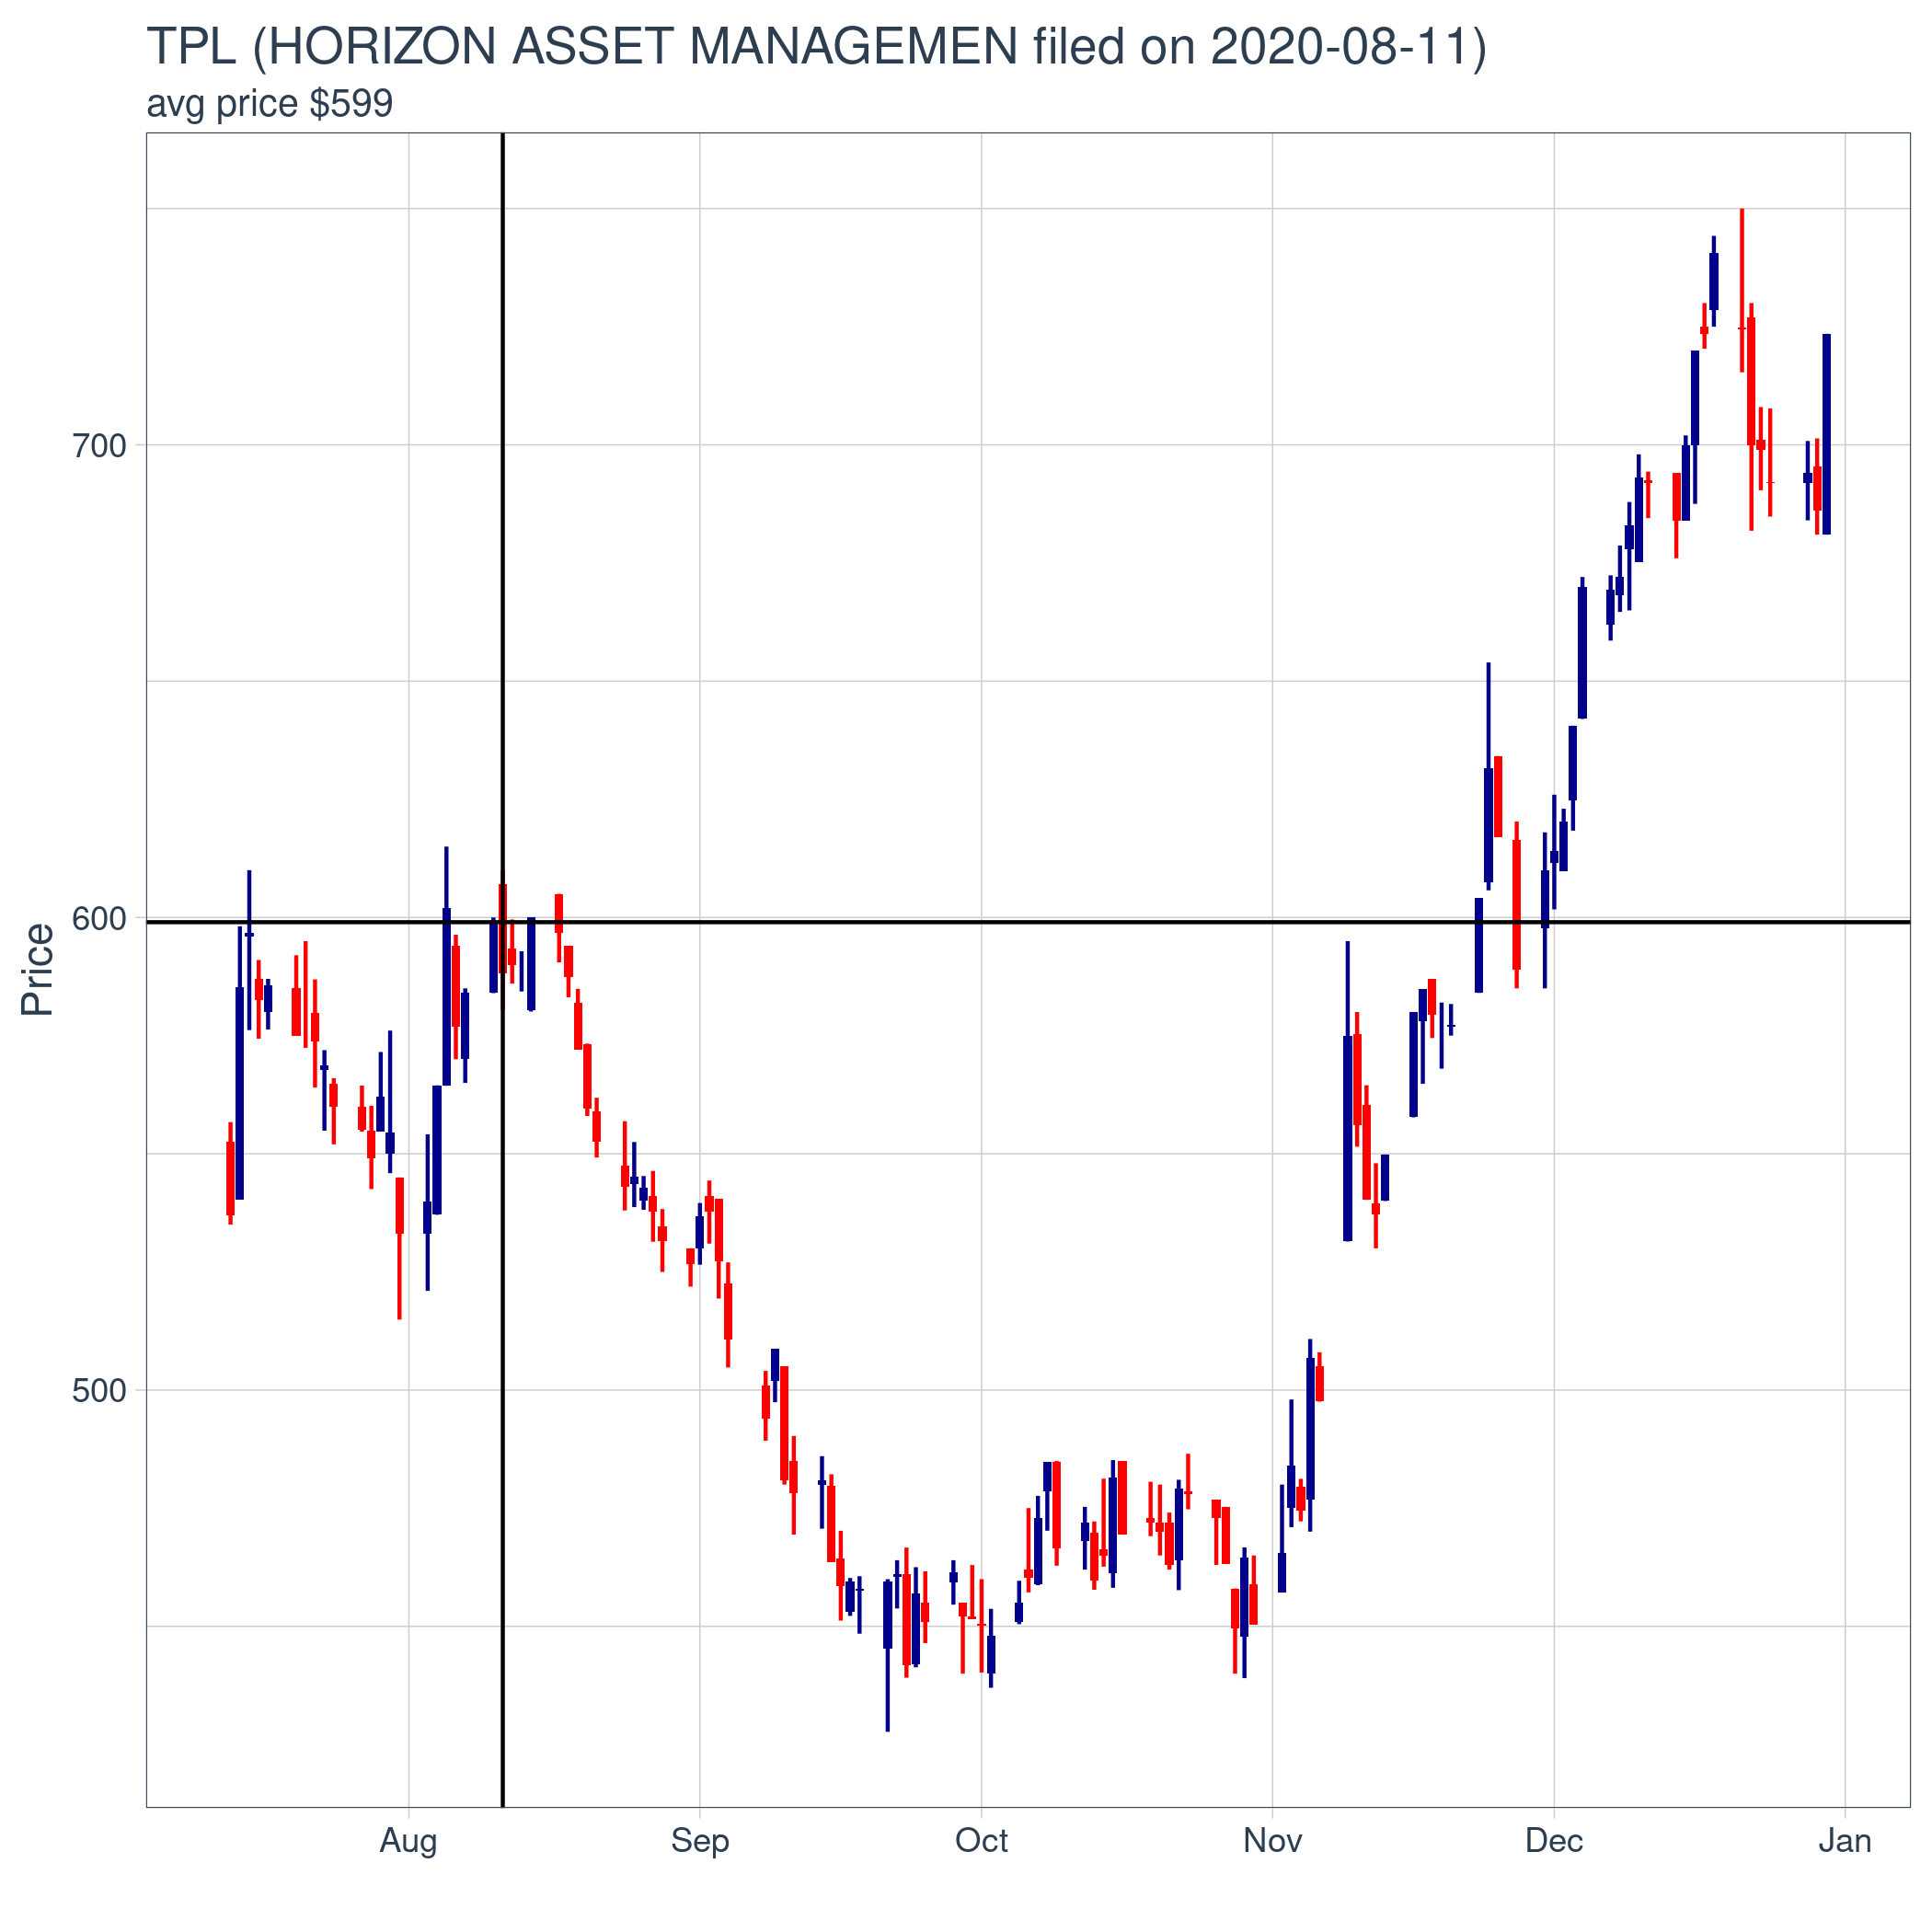 TPL (HORIZON ASSET MANAGEMEN filed on 2020-08-11)
avg price $599
Price
700
600
500
Aug Sep Oct Nov Dec Jan